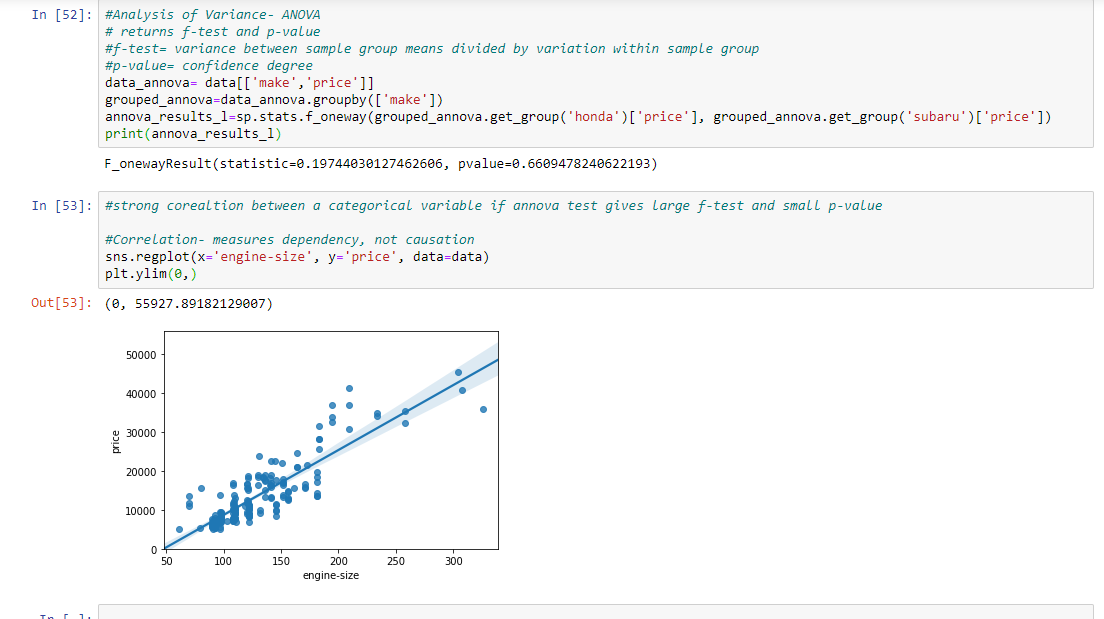 In [52]: #Analysis of Variance- ANOVA
# returns f-test and p-value
#f-test= variance between sample group means divided by variation within sample group
#p-value= confidence degree
data_annova= data[['make','price']]
grouped_annova=data_annova.groupby(['make'])
annova_results_l=sp.stats.f_oneway(grouped_annova.get_group('honda')['price'], grouped_annova.get_group('subaru')['price'])
print(annova_results_l)
F_onewayResult(statistic=0.19744030127462606, pvalue=0.6609478240622193)
In [53]: #strong corealtion between a categorical variable if annova test gives large f-test and small p-value
#Correlation- measures dependency, not causation
sns.regplot(x='engine-size', y='price', data=data)
plt.ylim(0,)
Out[53]: (0, 55927.89182129007)
50000
40000
30000
20000
10000
0
price
50 100 150 200 250 300
engine-size
In [ ]: